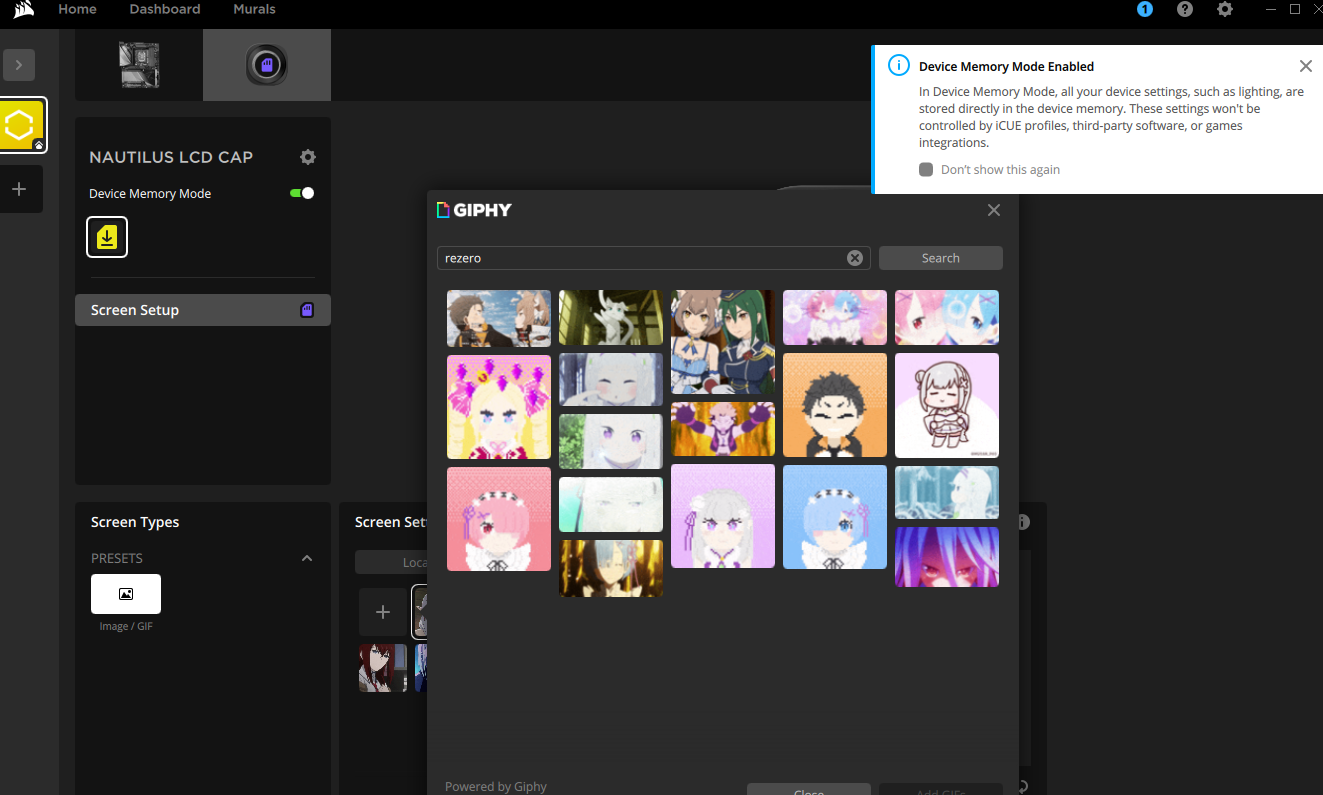 Home Dashboard Murals
1
Device Memory Mode Enabled
In Device Memory Mode, all your device settings, such as lighting, are
stored directly in the device memory. These settings won't be
controlled by iCUE profiles, third-party software, or games
integrations.
Don't show this again
NAUTILUS LCD CAP
Device Memory Mode
Screen Setup
GIPHY
rezero
Search
Screen Types
PRESETS
Image / GIF
Screen Set
Loca
Powered by Giphy
Close
Add GIFs